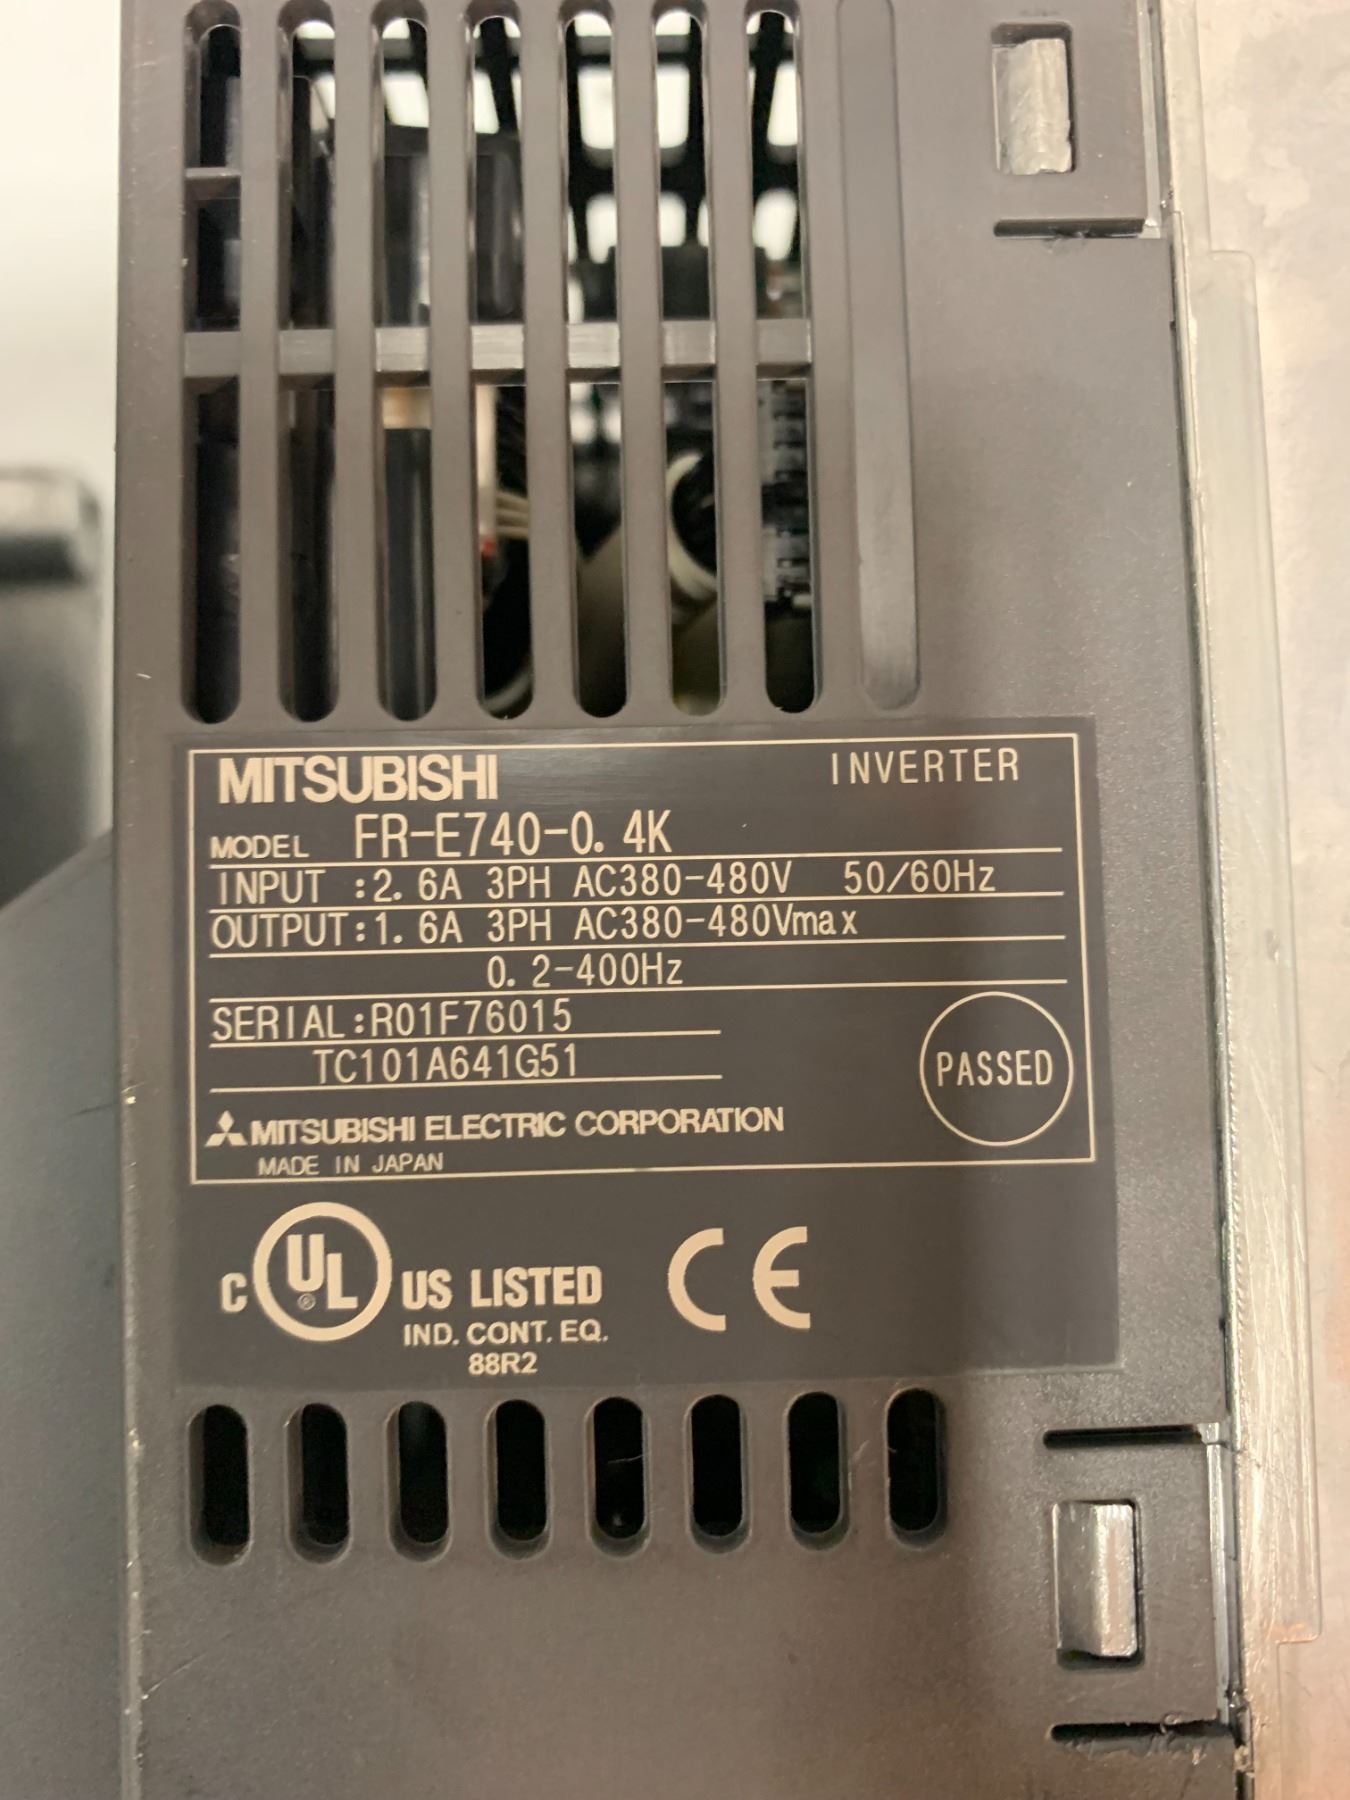 MITSUBISHI INVERTER
MODEL FR-E740-0.4K
INPUT :2.6A 3PH AC380-480V 50/60Hz
OUTPUT:1.6A 3PH AC380-480Vmax
0.2-400Hz
SERIAL:R01F76015
TC101A641G51
PASSED
MITSUBISHI ELECTRIC CORPORATION
MADE IN JAPAN
C UL ® US LISTED
IND. CONT. EQ.
88R2
CE